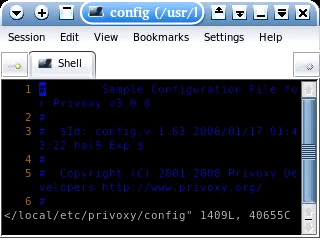 config (/usr/l
Session Edit View Bookmarks Settings Help
Shell
1 # Sample Configuration File fo
r Privoxy v3.0.8
2 #
3 # $Id: config,v 1.63 2008/01/17 01:4
3:22 hal9 Exp $
4 #
5 # Copyright (C) 2001-2008 Privoxy De
velopers http://www.privoxy.org/
6 #
</local/etc/privoxy/config" 1409L, 40655C